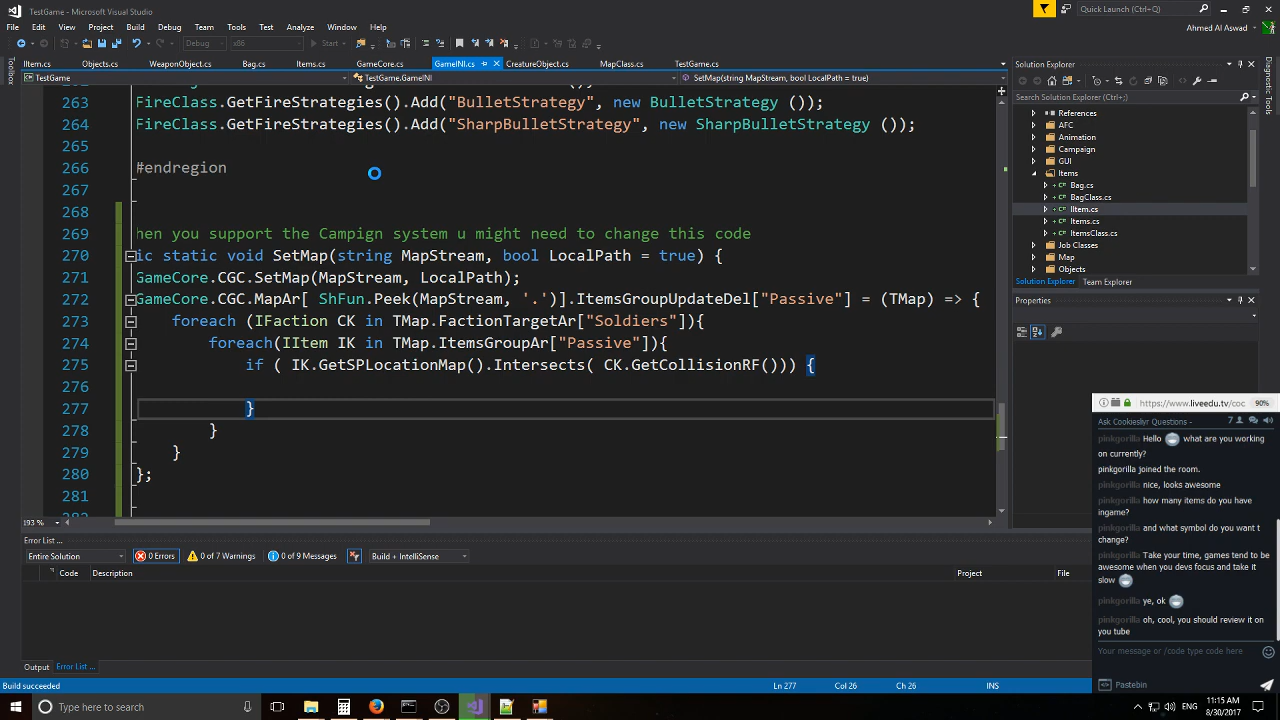 TestGame - Microsoft Visual Studio
Quick Launch (Ctrl+Q)
File Edit View Project Build Debug Team Tools Test Analyze Window Help
Ahmed Al Aswad
Debug x86 Start
Item.cs Objects.cs WeaponObject.cs Bag.cs Items.cs GameCore.cs GameINI.cs CreatureObject.cs MapClass.cs TestGame.cs
TestGame TestGame.GameINI SetMap(string MapStream, bool LocalPath = true)
Toolbox
263 FireClass.GetFireStrategies().Add("BulletStrategy", new BulletStrategy ());
264 FireClass.GetFireStrategies().Add("SharpBulletStrategy", new SharpBulletStrategy ());
265
266 #endregion
267
268
269 hen you support the Campign system u might need to change this code
270 ic static void SetMap(string MapStream, bool LocalPath = true) {
271 GameCore.CGC.SetMap(MapStream, LocalPath);
272 GameCore.CGC.MapAr[ ShFun.Peek(MapStream, '.')].ItemsGroupUpdateDel["Passive"] = (TMap) => {
273 foreach (IFaction CK in TMap.FactionTargetAr["Soldiers"]){
274 foreach(IItem IK in TMap.ItemsGroupAr["Passive"]){
275 if ( IK.GetSPLocationMap().Intersects( CK.GetCollisionRF())) {
276
277 }
278 }
279 }
280 };
281
193 %
Error List ...
Entire Solution 0 Errors 0 of 7 Warnings 0 of 9 Messages Build + IntelliSense
Code Description Project File
Output Error List ...
Build succeeded Ln 277 Col 26 Ch 26 INS
Solution Explorer
Search Solution Explorer (Ctrl+;)
References
AFC
Animation
Campaign
GUI
Items
Bag.cs
BagClass.cs
IItem.cs
Items.cs
ItemsClass.cs
Job Classes
Map
Objects
Solution Explorer Team Explorer
Properties
Diagnostic Tools
https://www.liveedu.tv/coc 90%
Ask Cookiesliyr Questions - 7
pinkgorilla Hello what are you working
on currently?
pinkgorilla joined the room.
pinkgorilla nice, looks awesome
pinkgorilla how many items do you have
ingame?
pinkgorilla and what symbol do you want t
change?
pinkgorilla Take your time, games tend to be
awesome when you devs focus and take it
slow
pinkgorilla ye, ok
pinkgorilla oh, cool, you should review it on
you tube
Your message or /code type code here
Pastebin
Type here to search
ENG
11:15 AM
8/30/2017